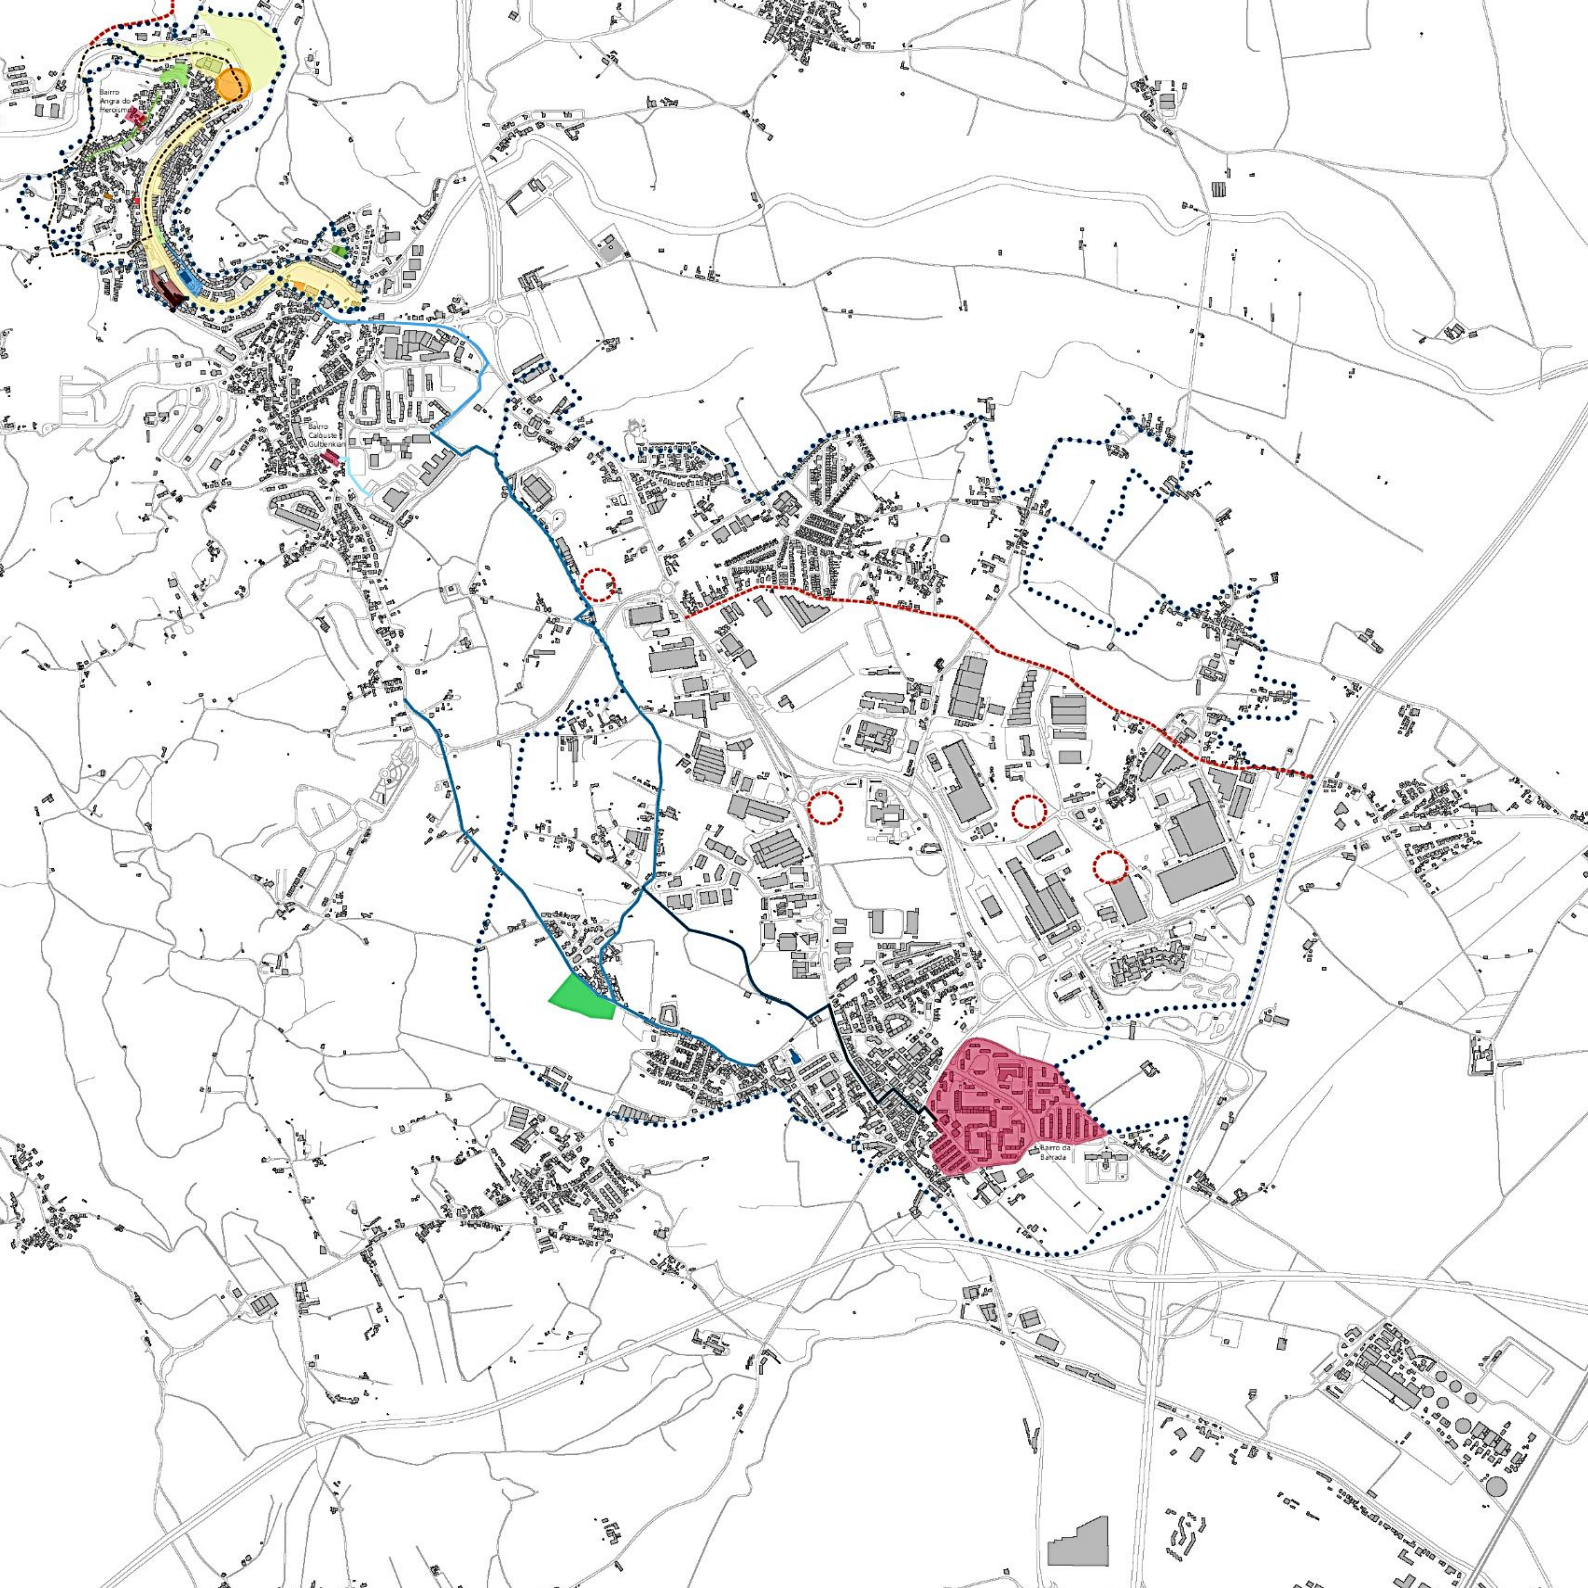 Bairro
Angra do
Heroísmo
Bairro
Calouste
Gulbenkian
Bairro da
Barrada